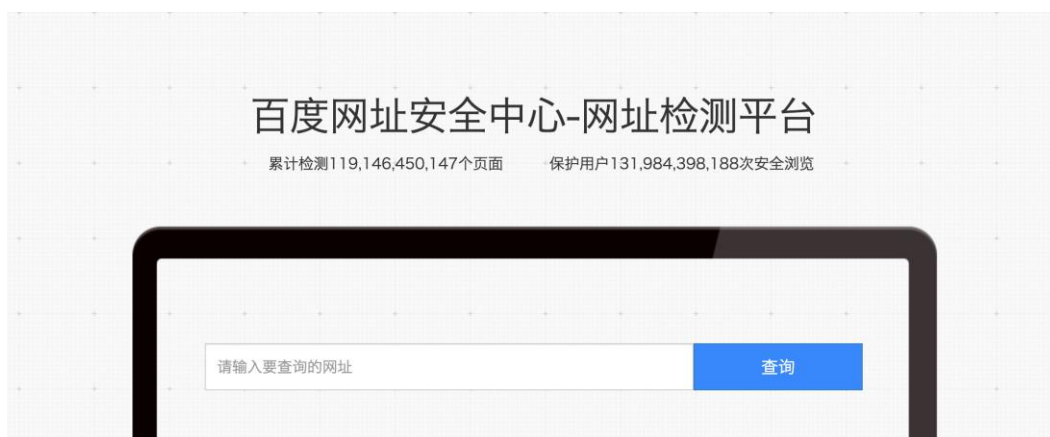 百度网址安全中心-网址检测平台
累计检测119,146,450,147个页面 保护用户131,984,398,188次安全浏览
请输入要查询的网址 查询